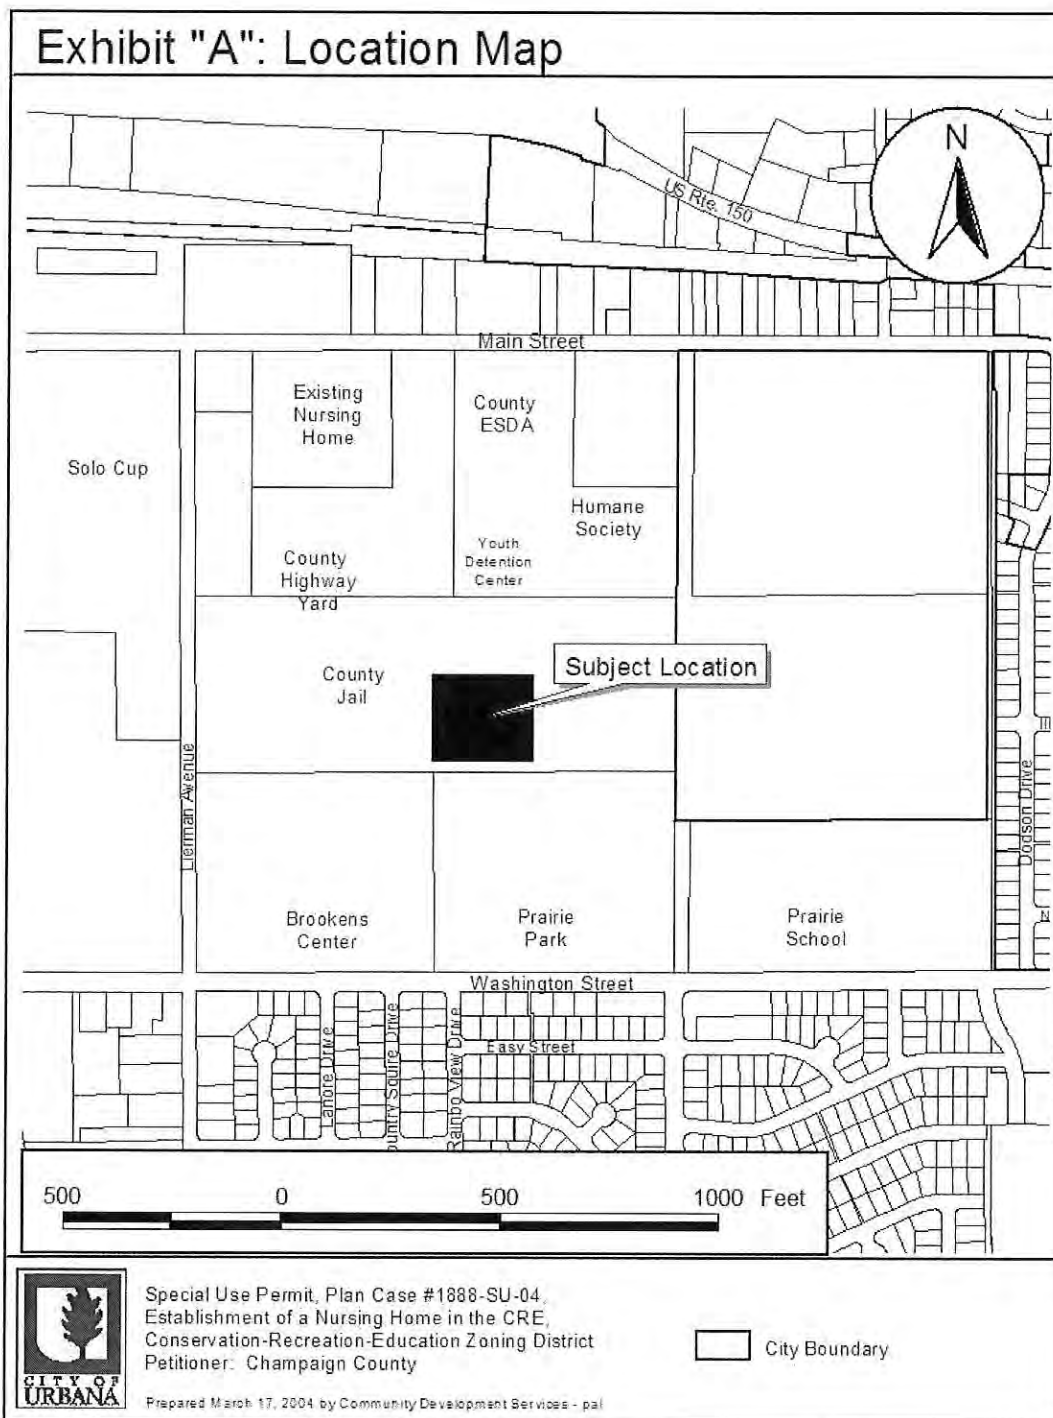 Exhibit "A": Location Map
N
US Rte. 150
Main Street
Existing
Nursing
Home
County
ESDA
Solo Cup
Humane
Society
Youth
Detention
Center
County
Highway
Yard
Subject Location
County
Jail
Lierman Avenue
Dodson Drive
Brookens
Center
Prairie
Park
Prairie
School
Washington Street
Lanore Drive
ountry Squire Drive
Rainbo View Drive
Easy Street
500 0 500 1000 Feet
Special Use Permit, Plan Case #1888-SU-04,
Establishment of a Nursing Home in the CRE,
Conservation-Recreation-Education Zoning District
Petitioner: Champaign County
City Boundary
CITY OF
URBANA
Prepared March 17, 2004 by Community Development Services - pal